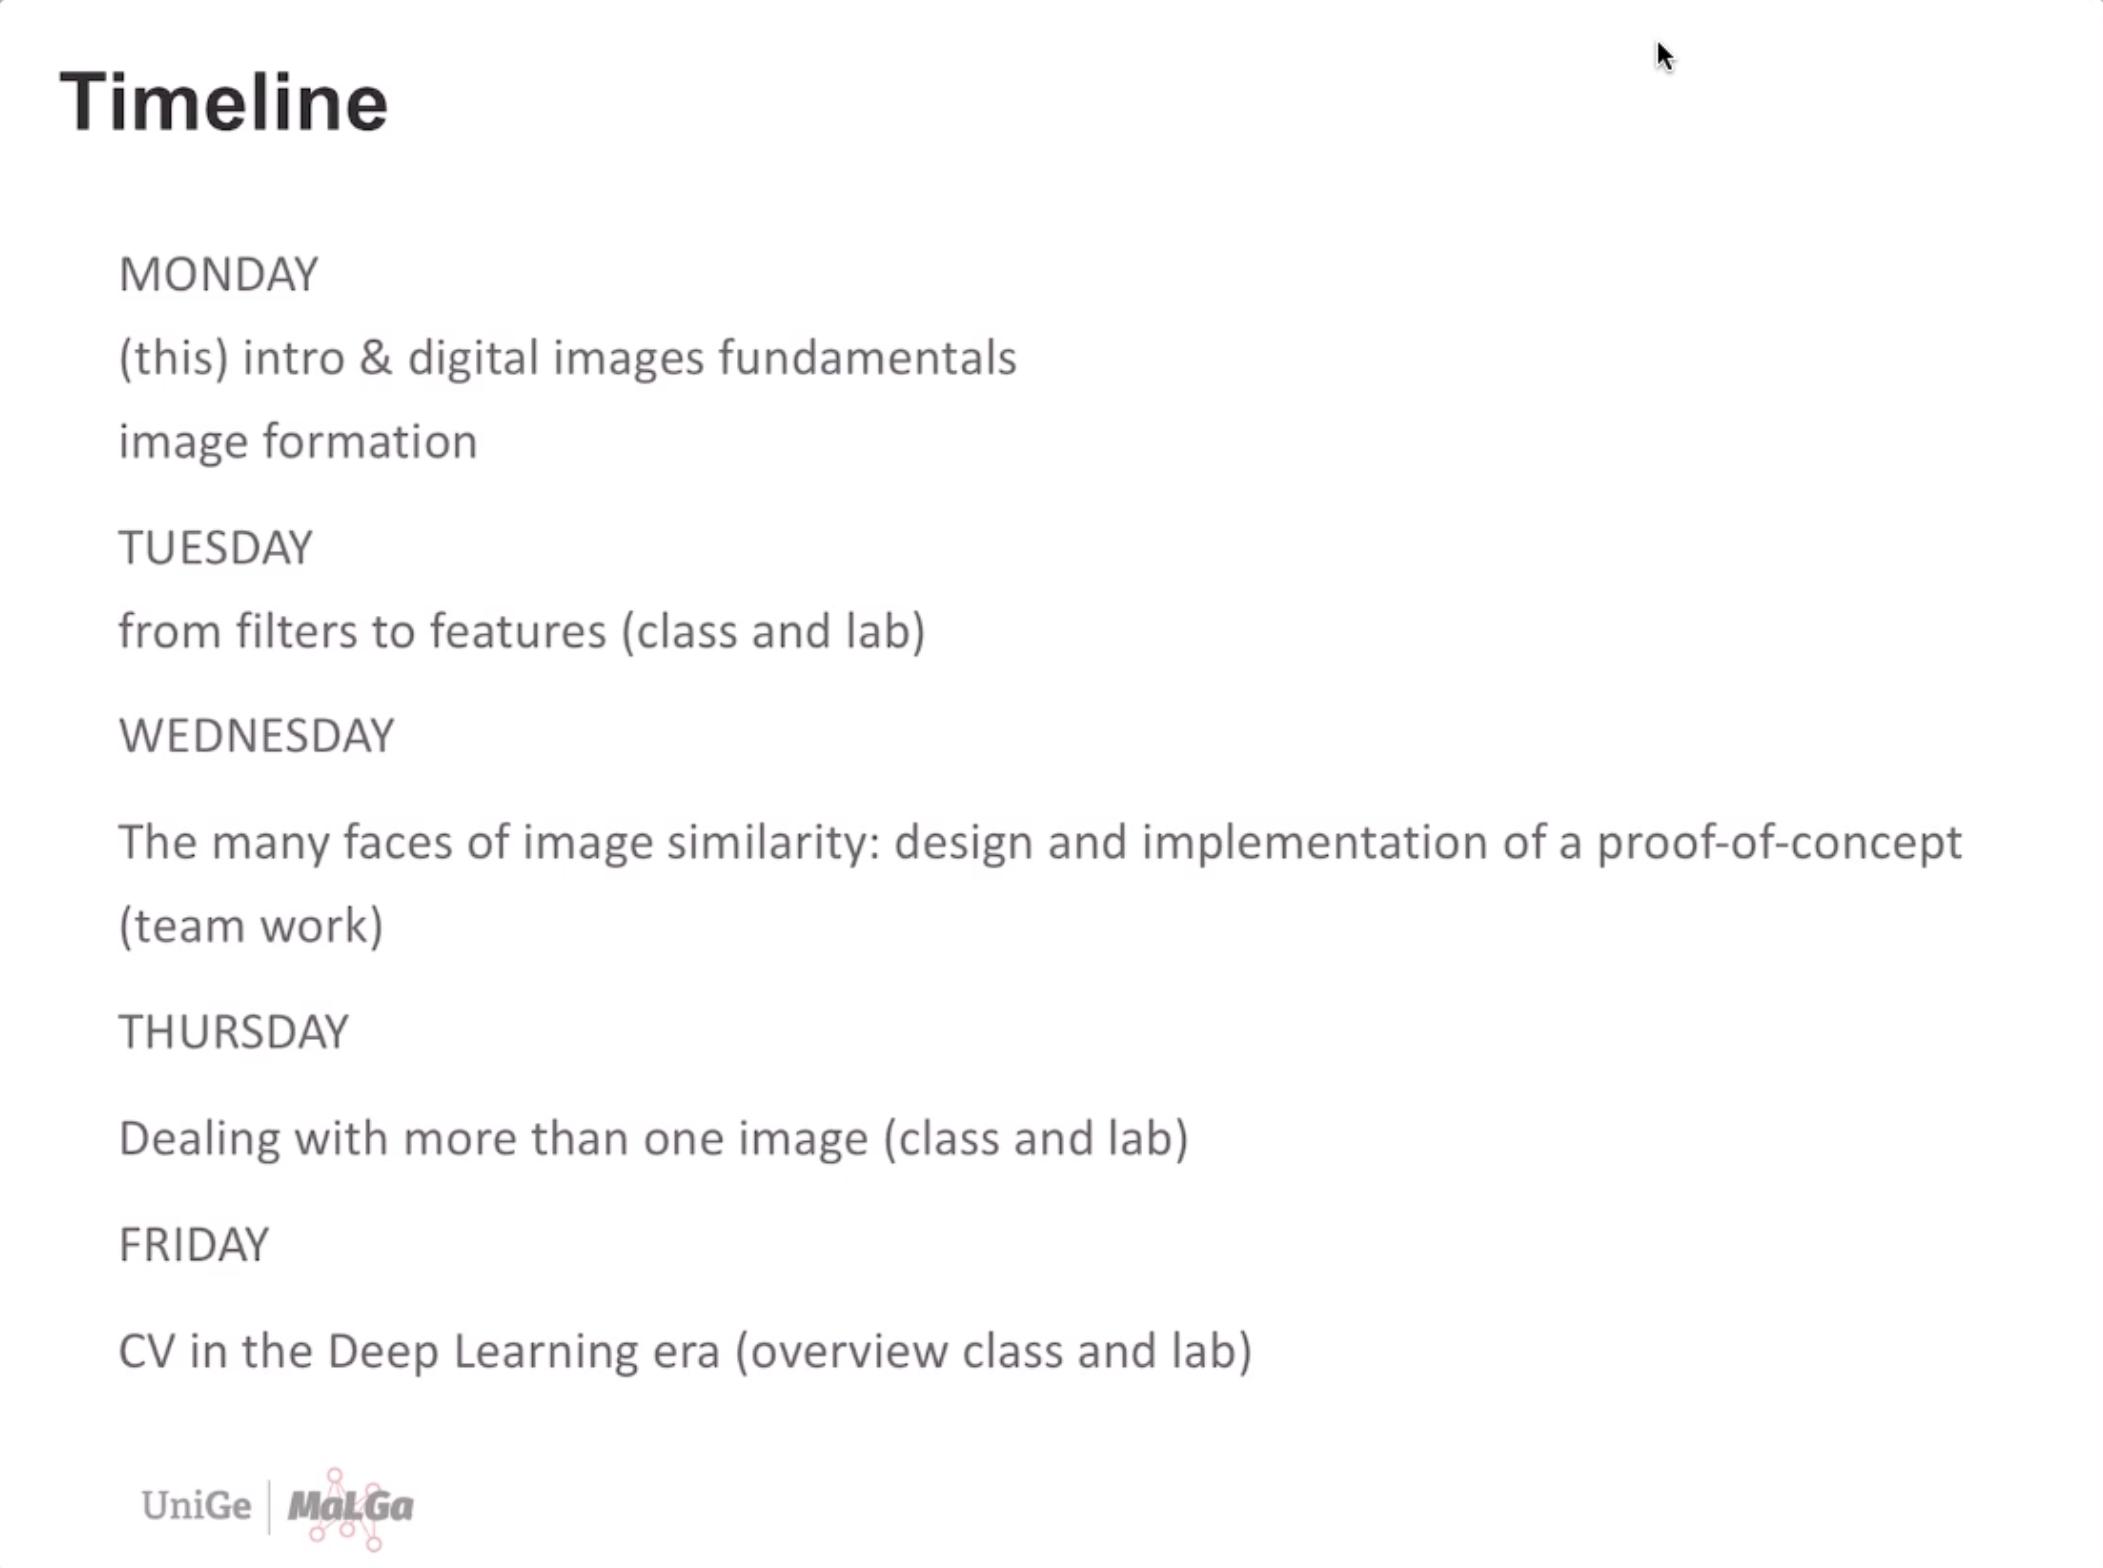 Timeline
MONDAY
(this) intro & digital images fundamentals
image formation
TUESDAY
from filters to features (class and lab)
WEDNESDAY
The many faces of image similarity: design and implementation of a proof-of-concept
(team work)
THURSDAY
Dealing with more than one image (class and lab)
FRIDAY
CV in the Deep Learning era (overview class and lab)
UniGe | MaLGa